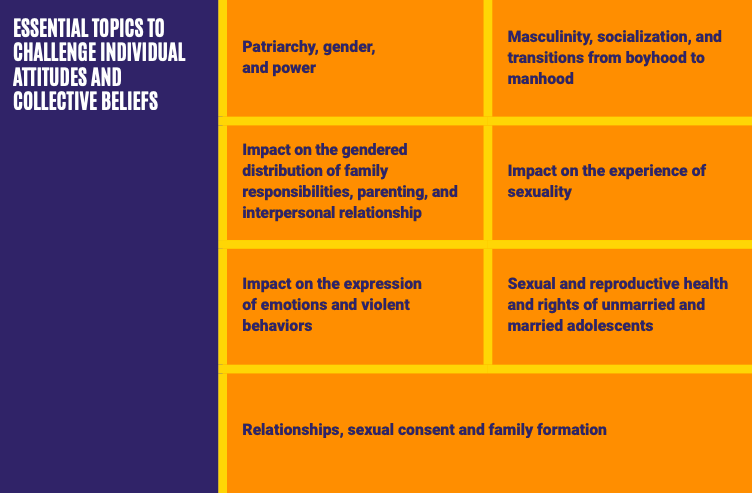 ESSENTIAL TOPICS TO
CHALLENGE INDIVIDUAL
ATTITUDES AND
COLLECTIVE BELIEFS
Patriarchy, gender,
and power
Masculinity, socialization, and
transitions from boyhood to
manhood
Impact on the gendered
distribution of family
responsibilities, parenting, and
interpersonal relationship
Impact on the experience of
sexuality
Impact on the expression
of emotions and violent
behaviors
Sexual and reproductive health
and rights of unmarried and
married adolescents
Relationships, sexual consent and family formation